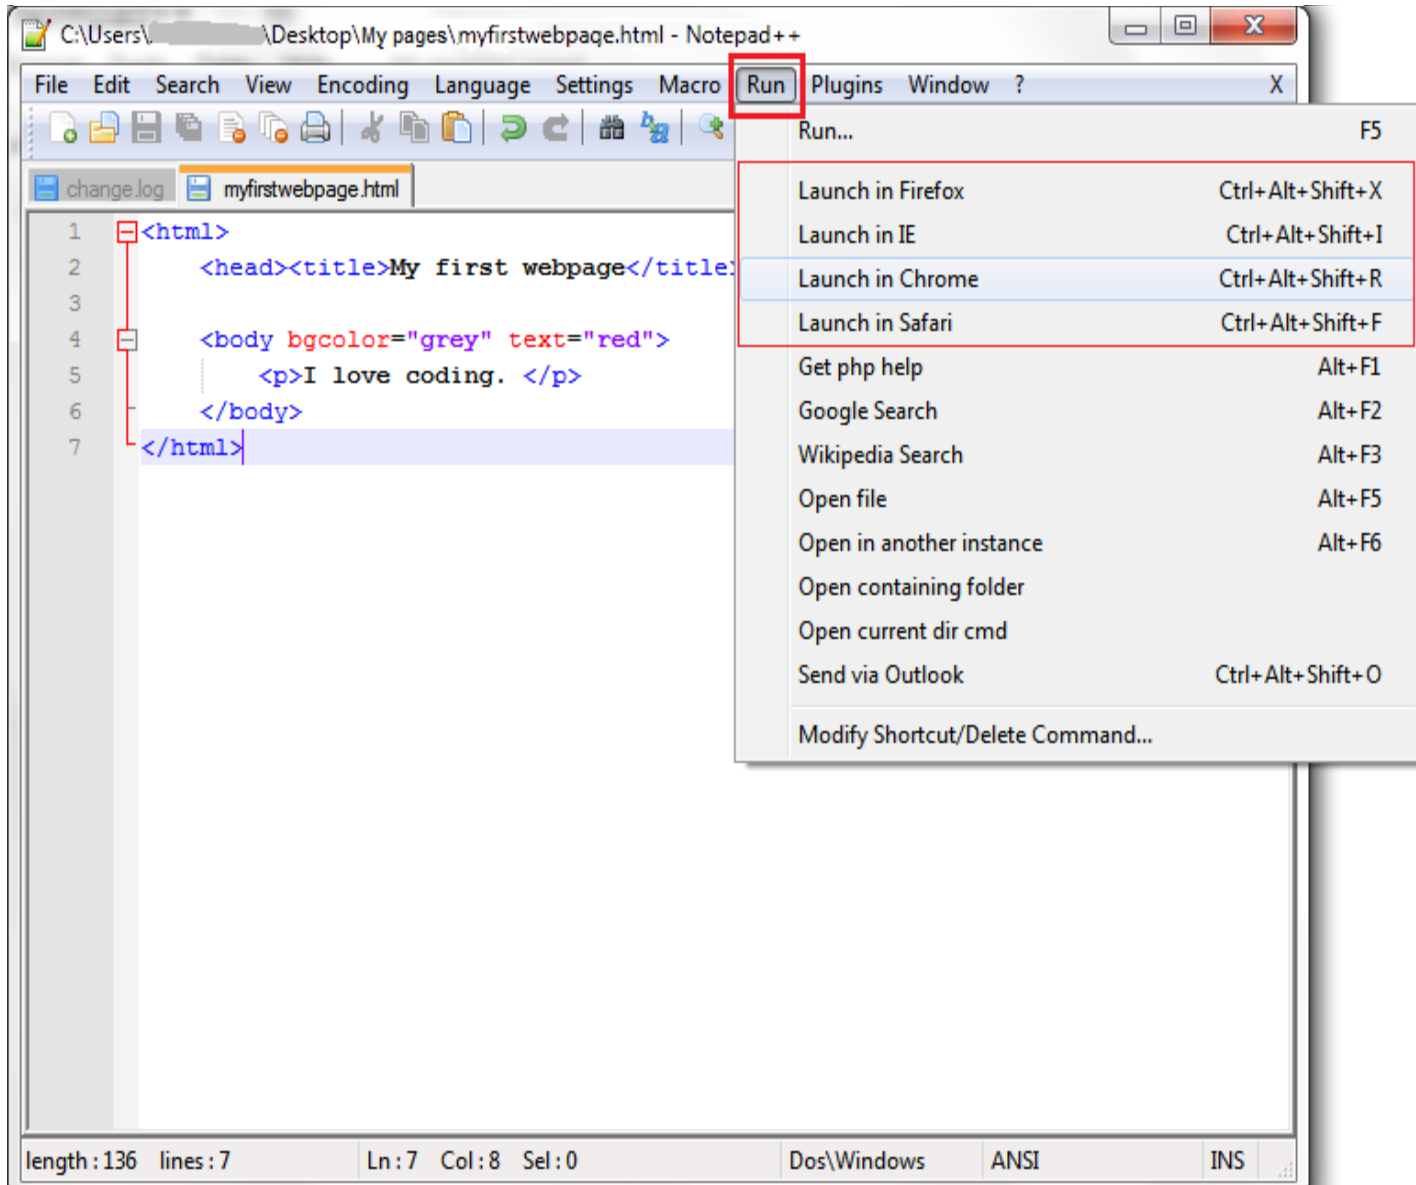 C:\Users\ \Desktop\My pages\myfirstwebpage.html - Notepad++
File Edit Search View Encoding Language Settings Macro Run Plugins Window ? X
Run... F5
change.log myfirstwebpage.html
Launch in Firefox Ctrl+Alt+Shift+X
Launch in IE Ctrl+Alt+Shift+I
Launch in Chrome Ctrl+Alt+Shift+R
Launch in Safari Ctrl+Alt+Shift+F
Get php help Alt+F1
Google Search Alt+F2
Wikipedia Search Alt+F3
Open file Alt+F5
Open in another instance Alt+F6
Open containing folder
Open current dir cmd
Send via Outlook Ctrl+Alt+Shift+O
Modify Shortcut/Delete Command...
1 <html>
2 <head><title>My first webpage</title>
3
4 <body bgcolor="grey" text="red">
5 <p>I love coding. </p>
6 </body>
7 </html>
length : 136 lines : 7 Ln : 7 Col : 8 Sel : 0 Dos\Windows ANSI INS